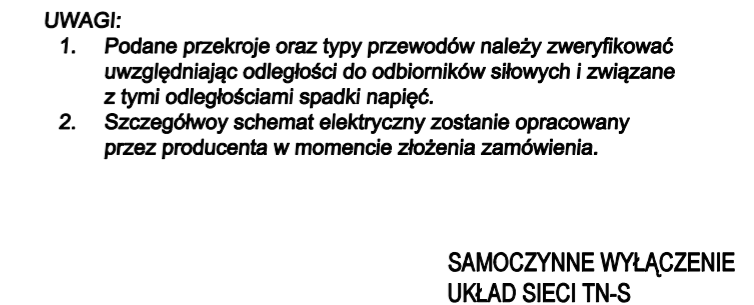 UWAGI:
1. Podane przekroje oraz typy przewodów należy zweryfikować
uwzględniając odległości do odbiorników siłowych i związane
z tymi odległościami spadki napięć.
2. Szczegółwoy schemat elektryczny zostanie opracowany
przez producenta w momencie złożenia zamówienia.
SAMOCZYNNE WYŁĄCZENIE
UKŁAD SIECI TN-S